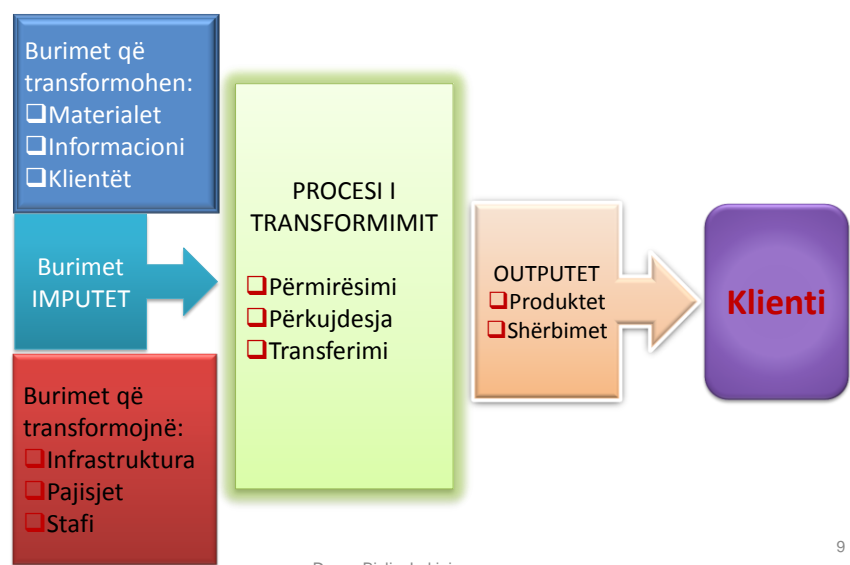 Burimet që
transformohen:
Materialet
Informacioni
Klientët
Burimet
IMPUTET
Burimet që
transformojnë:
Infrastruktura
Pajisjet
Stafi
PROCESI I
TRANSFORMIMIT
Përmirësimi
Përkujdesja
Transferimi
OUTPUTET
Produktet
Shërbimet
Klienti
9